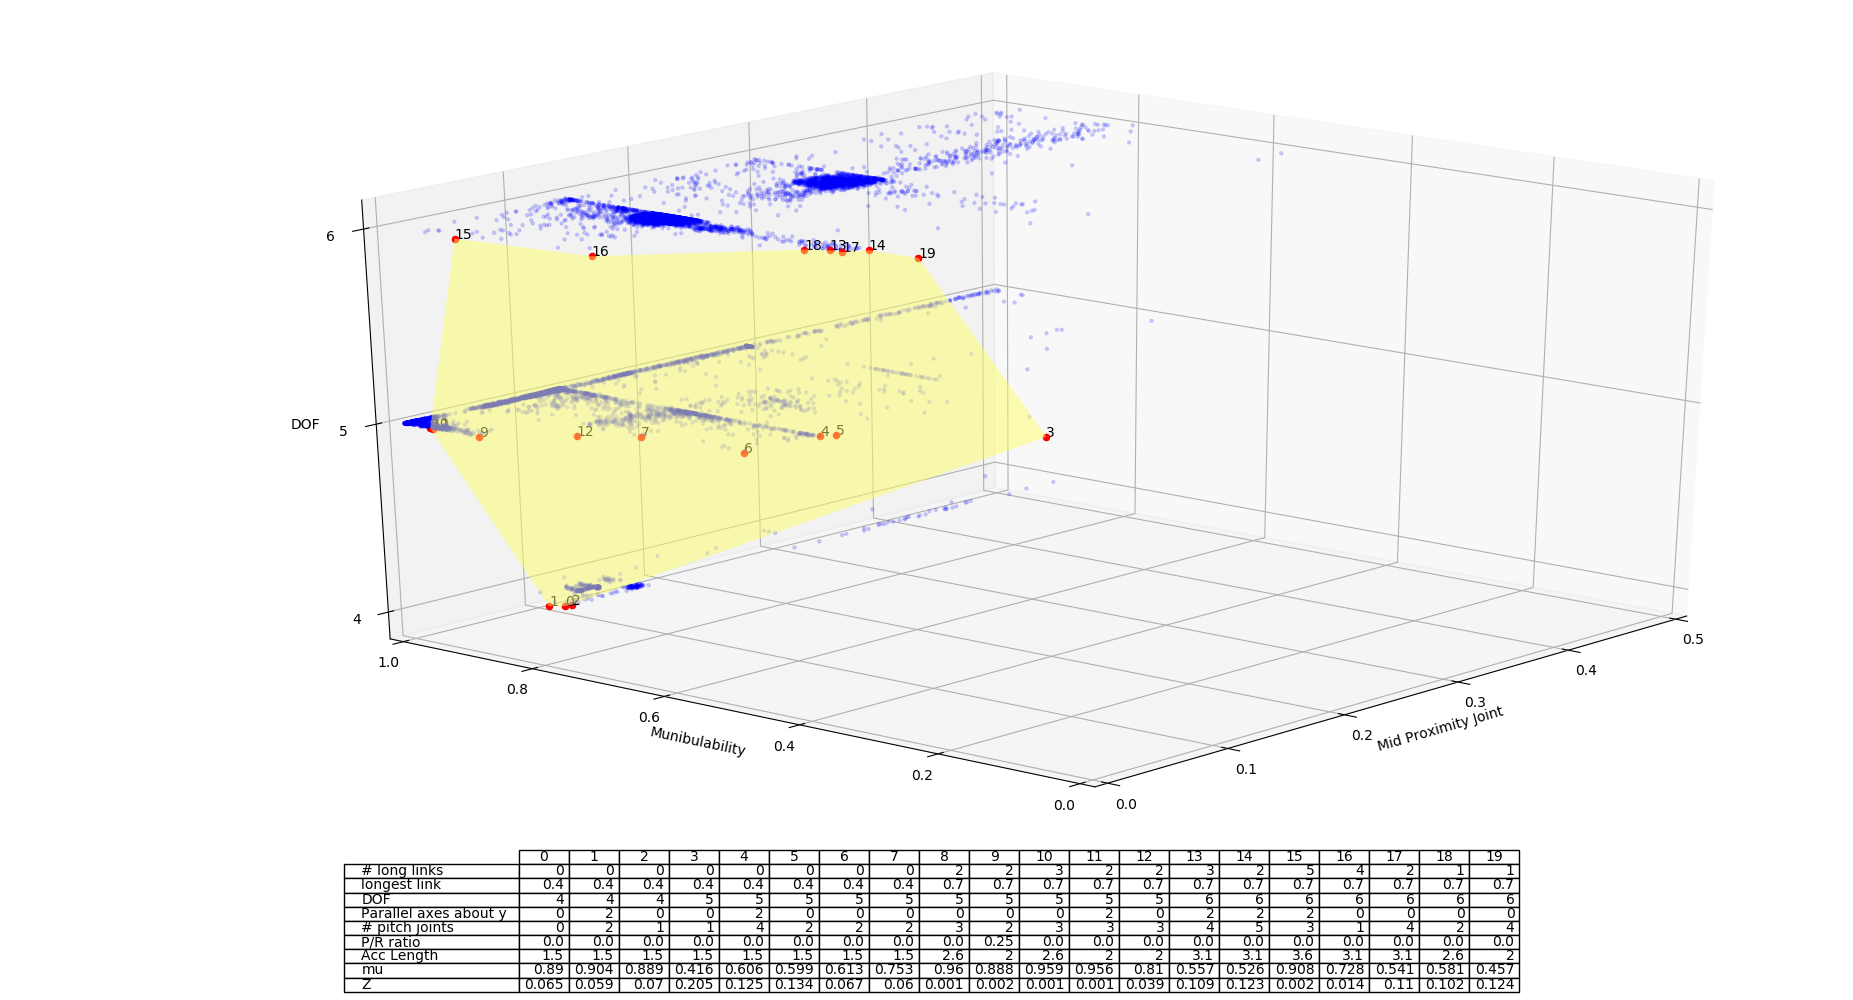 15
16
18 13 17 14
19
6
DOF 5
4
9
12
7
4 5
6
3
1 0 2
1.0
0.8
0.6
0.4
0.2
0.0
Munibulability
0.0
0.1
0.2
0.3
0.4
0.5
Mid Proximity Joint
0 1 2 3 4 5 6 7 8 9 10 11 12 13 14 15 16 17 18 19
# long links 0 0 0 0 0 0 0 0 2 2 3 2 2 3 2 5 4 2 1 1
longest link 0.4 0.4 0.4 0.4 0.4 0.4 0.4 0.4 0.7 0.7 0.7 0.7 0.7 0.7 0.7 0.7 0.7 0.7 0.7 0.7
DOF 4 4 4 5 5 5 5 5 5 5 5 5 5 6 6 6 6 6 6 6
Parallel axes about y 0 2 0 0 2 0 0 0 0 0 0 2 0 2 2 2 0 0 0 0
# pitch joints 0 2 1 1 4 2 2 2 3 2 3 3 3 4 5 3 1 4 2 4
P/R ratio 0.0 0.0 0.0 0.0 0.0 0.0 0.0 0.0 0.0 0.25 0.0 0.0 0.0 0.0 0.0 0.0 0.0 0.0 0.0 0.0
Acc Length 1.5 1.5 1.5 1.5 1.5 1.5 1.5 1.5 2.6 2 2.6 2 2 3.1 3.1 3.6 3.1 3.1 2.6 2
mu 0.89 0.904 0.889 0.416 0.606 0.599 0.613 0.753 0.96 0.888 0.959 0.956 0.81 0.557 0.526 0.908 0.728 0.541 0.581 0.457
Z 0.065 0.059 0.07 0.205 0.125 0.134 0.067 0.06 0.001 0.002 0.001 0.001 0.039 0.109 0.123 0.002 0.014 0.11 0.102 0.124